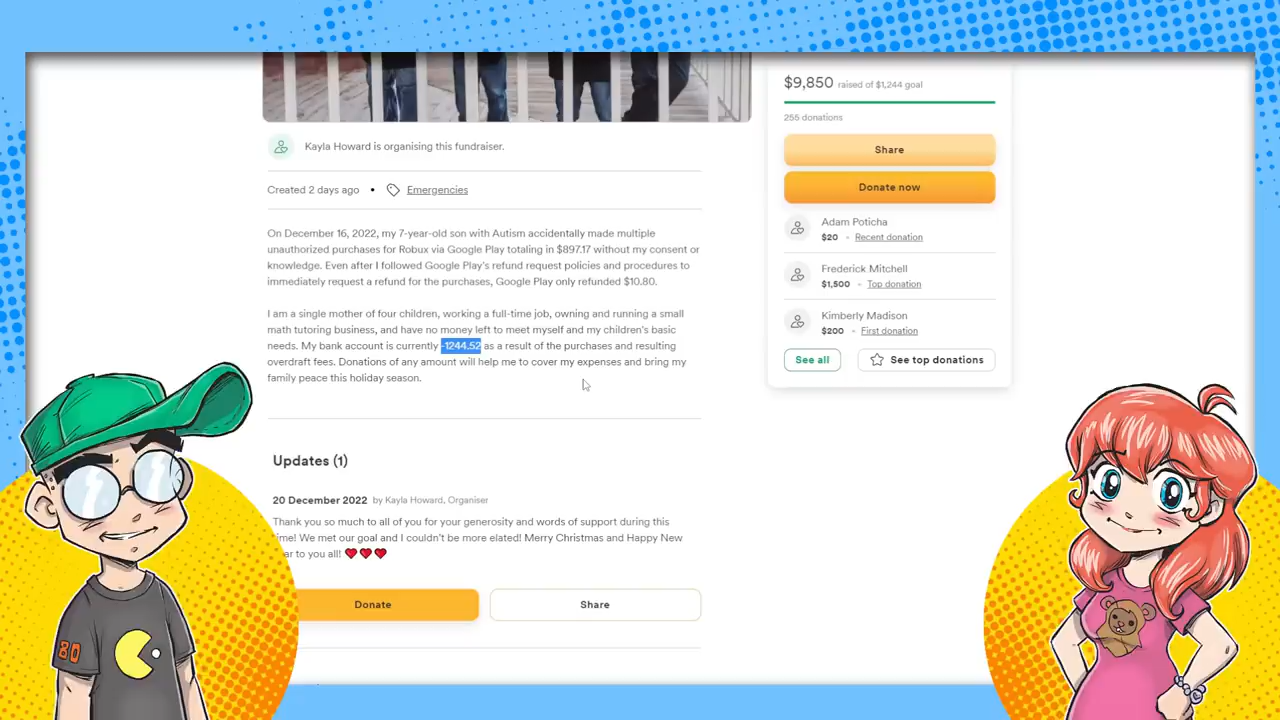 $9,850 raised of $1,244 goal
255 donations
Share
Donate now
Adam Poticha
$20 • Recent donation
Frederick Mitchell
$1,500 • Top donation
Kimberly Madison
$200 • First donation
See all
See top donations
Kayla Howard is organising this fundraiser.
Created 2 days ago • Emergencies
On December 16, 2022, my 7-year-old son with Autism accidentally made multiple
unauthorized purchases for Robux via Google Play totaling in $897.17 without my consent or
knowledge. Even after I followed Google Play's refund request policies and procedures to
immediately request a refund for the purchases, Google Play only refunded $10.80.
I am a single mother of four children, working a full-time job, owning and running a small
math tutoring business, and have no money left to meet myself and my children's basic
needs. My bank account is currently -1244.52 as a result of the purchases and resulting
overdraft fees. Donations of any amount will help me to cover my expenses and bring my
family peace this holiday season.
Updates (1)
20 December 2022 by Kayla Howard, Organiser
Thank you so much to all of you for your generosity and words of support during this
ime! We met our goal and I couldn't be more elated! Merry Christmas and Happy New
ar to you all! ❤❤❤
Donate
Share
80